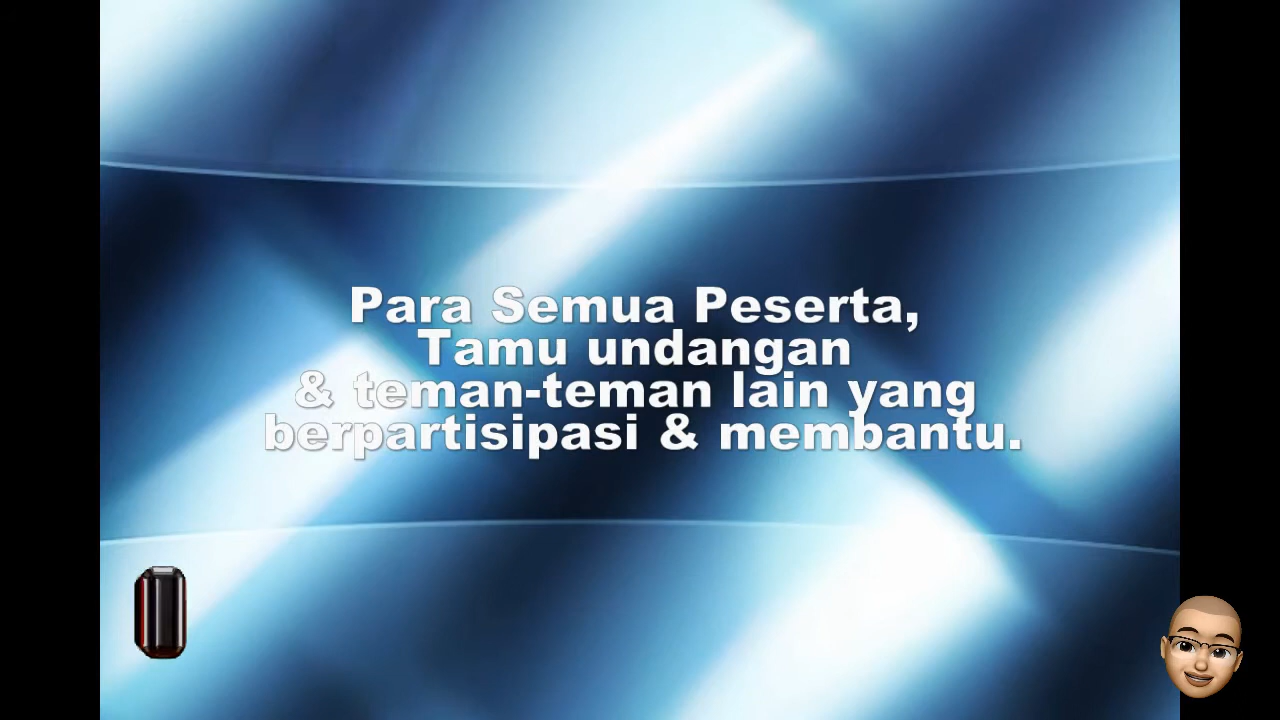 Para Semua Peserta,
Tamu undangan
& teman-teman lain yang
berpartisipasi & membantu.